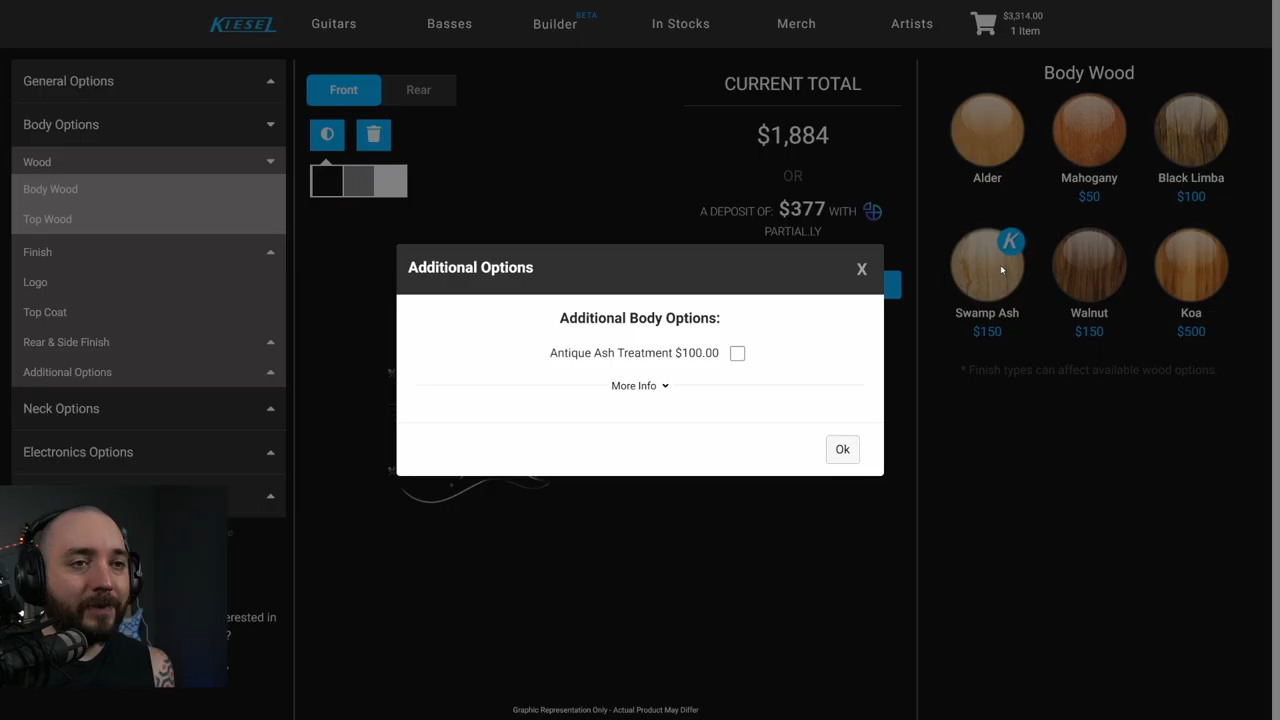 KIESEL
Guitars
Basses
Builder
BETA
In Stocks
Merch
Artists
$3,314.00
1 Item
General Options
Body Options
Wood
Body Wood
Top Wood
Finish
Logo
Top Coat
Rear & Side Finish
Additional Options
Neck Options
Electronics Options
erested in
?
Front
Rear
CURRENT TOTAL
$1,884
OR
A DEPOSIT OF: $377 WITH
PARTIAL.LY
Additional Options
X
Additional Body Options:
Antique Ash Treatment $100.00
More Info
Ok
Body Wood
Alder
Mahogany
$50
Black Limba
$100
K
Swamp Ash
$150
Walnut
$150
Koa
$500
* Finish types can affect available wood options.
Graphic Representation Only - Actual Product May Differ